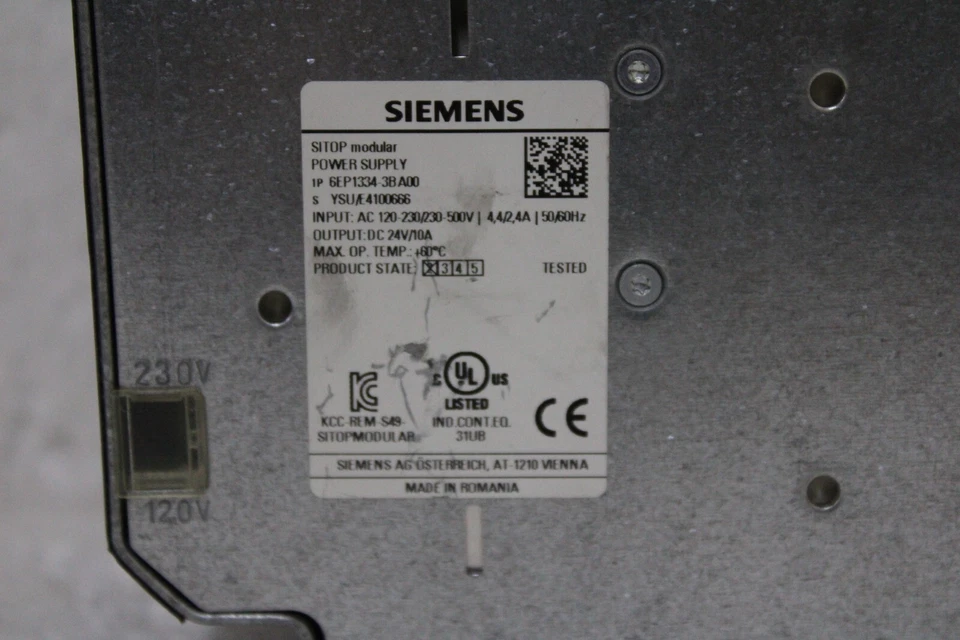 SIEMENS
SITOP modular
POWER SUPPLY
1P 6EP1334-3BA00
S YSU/E4100666
INPUT: AC 120-230/230-500V | 4,4/2,4A | 50/60Hz
OUTPUT: DC 24V/10A
MAX. OP. TEMP.: +60°C
PRODUCT STATE: 3 4 5 TESTED
230V
C UL US
LISTED
CE
KCC-REM-S49-
SITOPMODULAR
IND.CONT.EQ.
31UB
SIEMENS AG ÖSTERREICH, AT-1210 VIENNA
MADE IN ROMANIA
120V